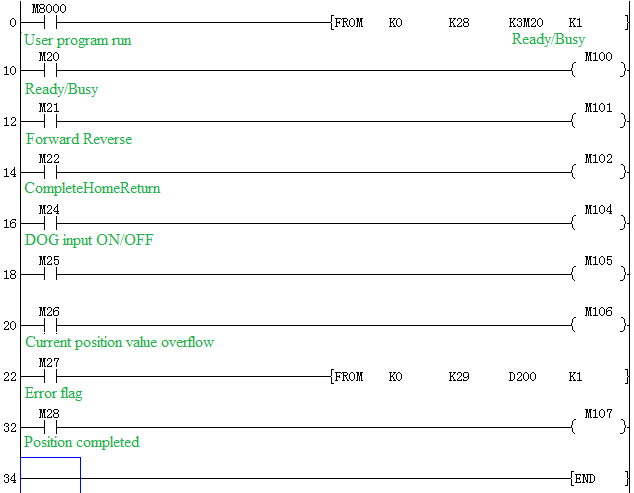 M8000
0 [FROM K0 K28 K3M20 K1 ]
User program run Ready/Busy
M20 M100
10 ( )
Ready/Busy
M21 M101
12 ( )
Forward Reverse
M22 M102
14 ( )
CompleteHomeReturn
M24 M104
16 ( )
DOG input ON/OFF
M25 M105
18 ( )
M26 M106
20 ( )
Current position value overflow
M27
22 [FROM K0 K29 D200 K1 ]
Error flag
M28 M107
32 ( )
Position completed
34 [END ]